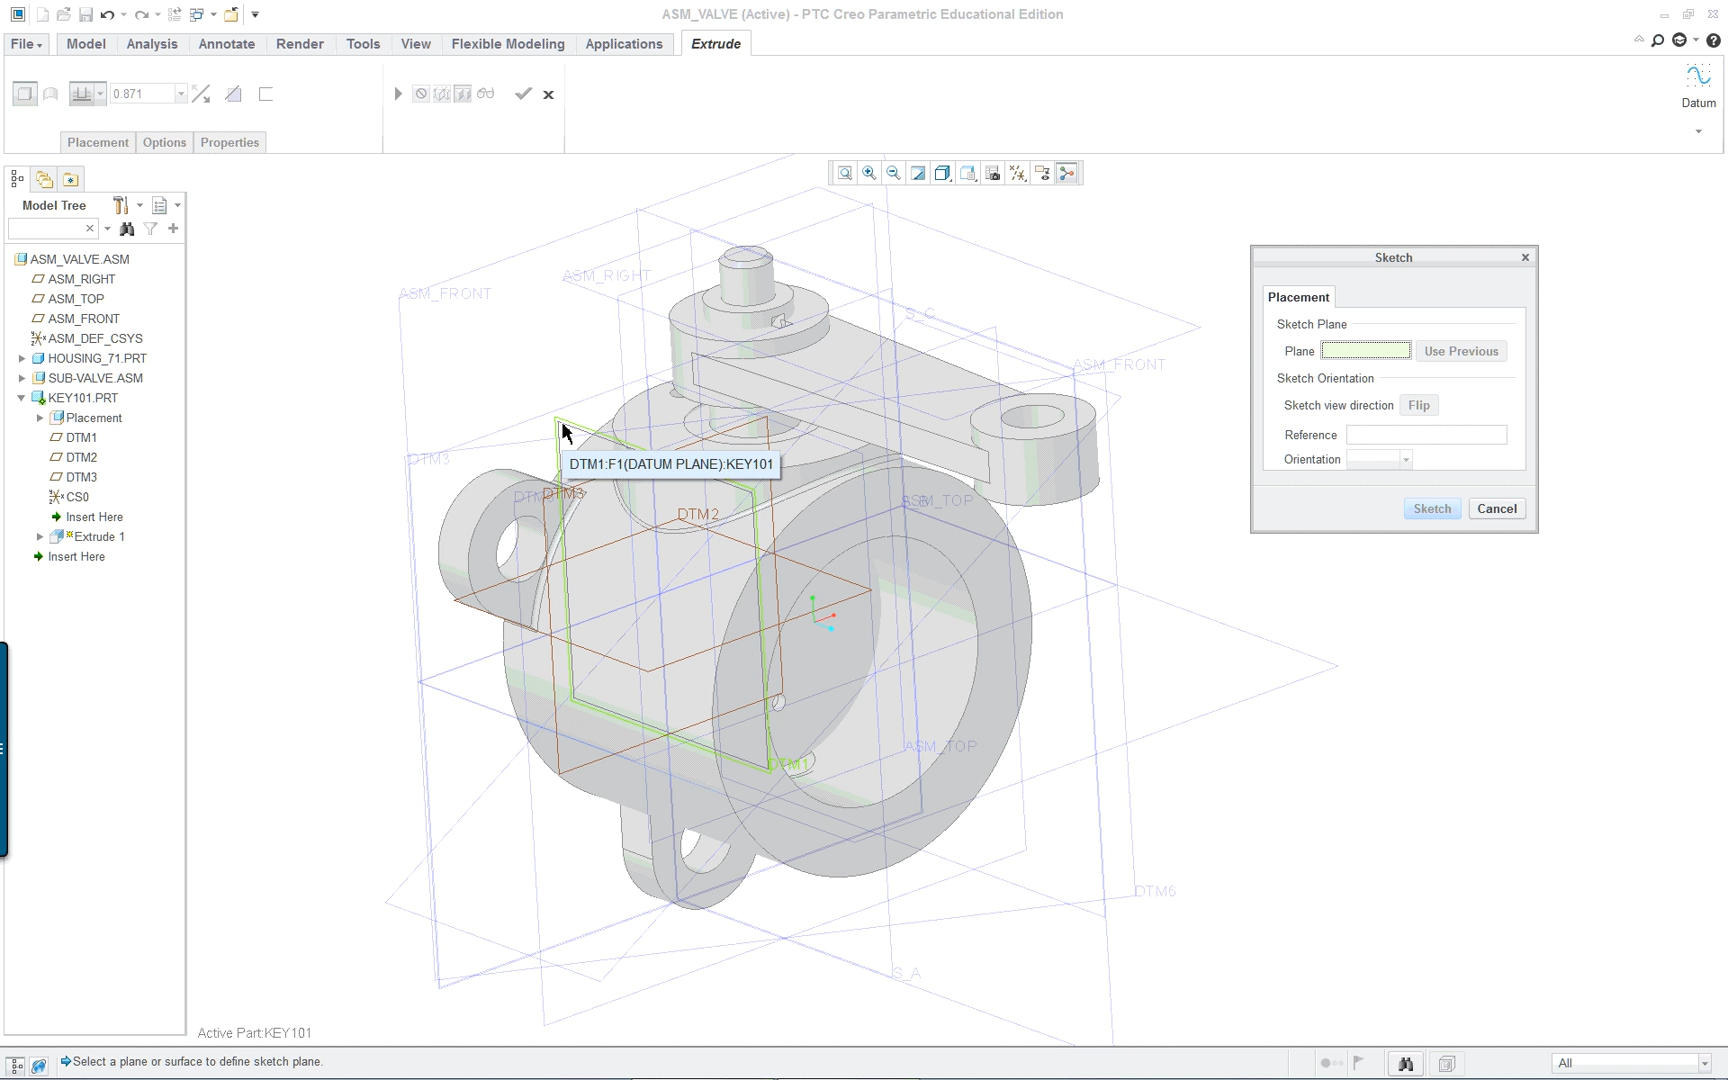 ASM_VALVE (Active) - PTC Creo Parametric Educational Edition
File Model Analysis Annotate Render Tools View Flexible Modeling Applications Extrude
0.871
Datum
Placement Options Properties
Model Tree
ASM_VALVE.ASM
ASM_RIGHT
ASM_TOP
ASM_FRONT
ASM_DEF_CSYS
HOUSING_71.PRT
SUB-VALVE.ASM
KEY101.PRT
Placement
DTM1
DTM2
DTM3
CS0
Insert Here
Extrude 1
Insert Here
ASM_RIGHT
ASM_FRONT
S_C
ASM_FRONT
DTM3
DTM1:F1(DATUM PLANE):KEY101
DTM3
ASM_TOP
DTM2
ASM_TOP
DTM1
DTM6
S_A
Sketch
Placement
Sketch Plane
Plane Use Previous
Sketch Orientation
Sketch view direction Flip
Reference
Orientation
Sketch Cancel
Active Part:KEY101
Select a plane or surface to define sketch plane.
All